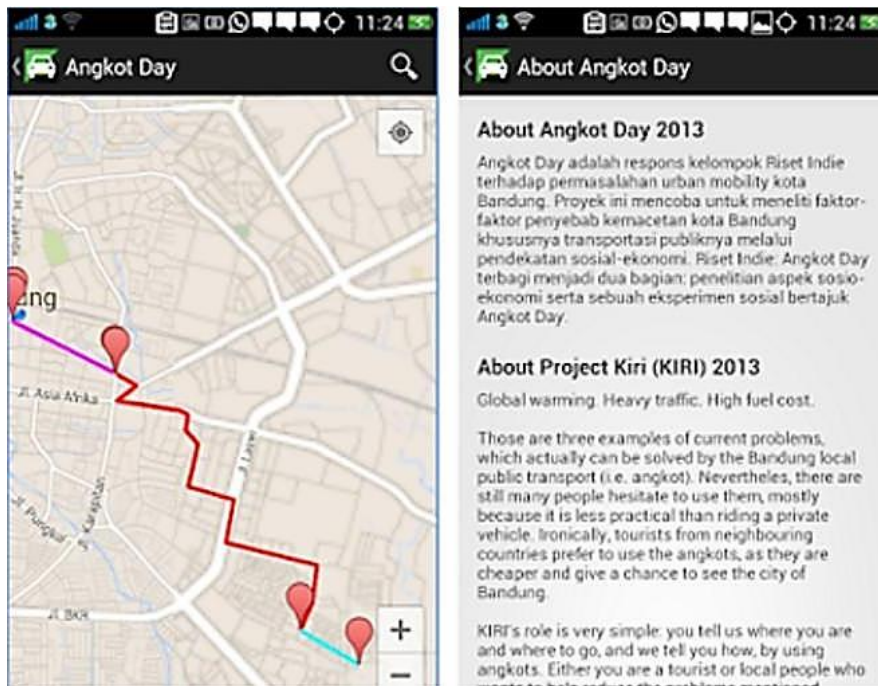 11:24
Angkot Day
Jl. Asia Afrika
Jl. Karapitan
Jl. Pungkur
Jl. BKR
+
−
11:24
About Angkot Day
About Angkot Day 2013
Angkot Day adalah respons kelompok Riset Indie
terhadap permasalahan urban mobility kota
Bandung. Proyek ini mencoba untuk meneliti faktor-
faktor penyebab kemacetan kota Bandung
khususnya transportasi publiknya melalui
pendekatan sosial-ekonomi. Riset Indie: Angkot Day
terbagi menjadi dua bagian: penelitian aspek sosio-
ekonomi serta sebuah eksperimen sosial bertajuk
Angkot Day.
About Project Kiri (KIRI) 2013
Global warming. Heavy traffic. High fuel cost.
Those are three examples of current problems,
which actually can be solved by the Bandung local
public transport (i.e. angkot). Nevertheless, there are
still many people hesitate to use them, mostly
because it is less practical than riding a private
vehicle. Ironically, tourists from neighbouring
countries prefer to use the angkots, as they are
cheaper and give a chance to see the city of
Bandung.
KIRI's role is very simple: you tell us where you are
and where to go, and we tell you how, by using
angkots. Either you are a tourist or local people who